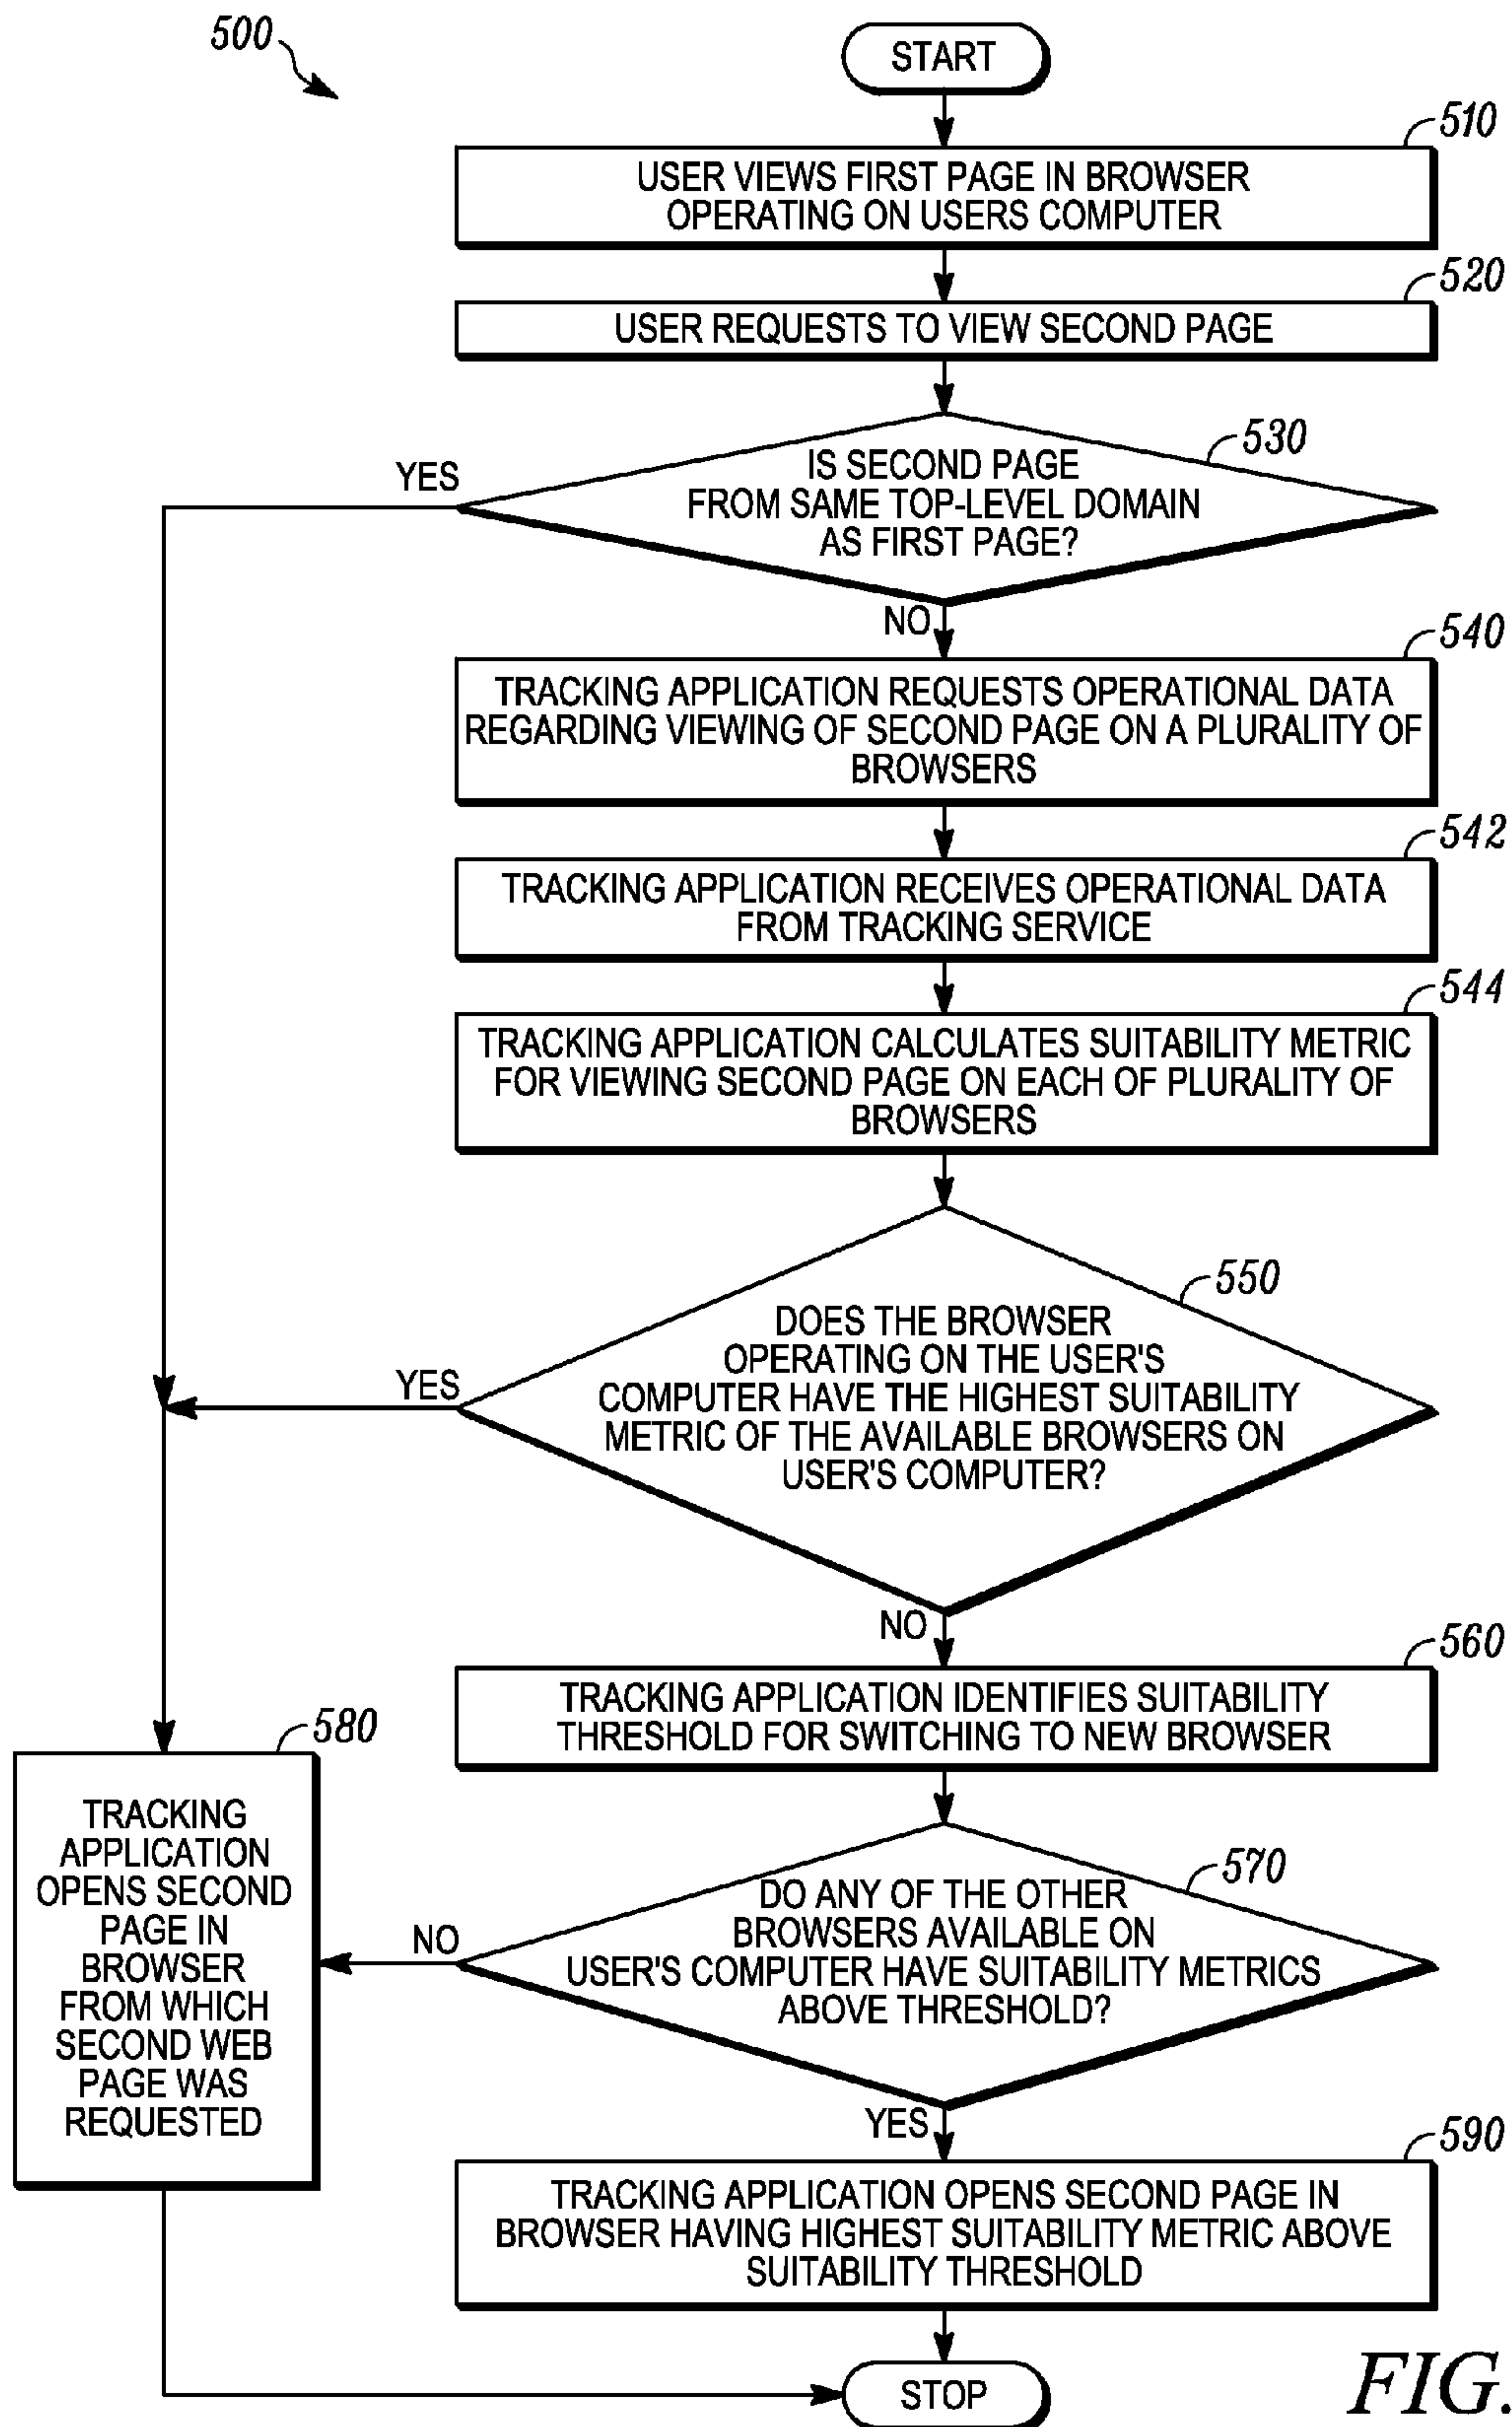 500
START
510
USER VIEWS FIRST PAGE IN BROWSER
OPERATING ON USERS COMPUTER
520
USER REQUESTS TO VIEW SECOND PAGE
530
IS SECOND PAGE
FROM SAME TOP-LEVEL DOMAIN
AS FIRST PAGE?
YES
NO
540
TRACKING APPLICATION REQUESTS OPERATIONAL DATA
REGARDING VIEWING OF SECOND PAGE ON A PLURALITY OF
BROWSERS
542
TRACKING APPLICATION RECEIVES OPERATIONAL DATA
FROM TRACKING SERVICE
544
TRACKING APPLICATION CALCULATES SUITABILITY METRIC
FOR VIEWING SECOND PAGE ON EACH OF PLURALITY OF
BROWSERS
550
DOES THE BROWSER
OPERATING ON THE USER'S
COMPUTER HAVE THE HIGHEST SUITABILITY
METRIC OF THE AVAILABLE BROWSERS ON
USER'S COMPUTER?
YES
NO
560
TRACKING APPLICATION IDENTIFIES SUITABILITY
THRESHOLD FOR SWITCHING TO NEW BROWSER
570
DO ANY OF THE OTHER
BROWSERS AVAILABLE ON
USER'S COMPUTER HAVE SUITABILITY METRICS
ABOVE THRESHOLD?
NO
YES
580
TRACKING
APPLICATION
OPENS SECOND
PAGE IN
BROWSER
FROM WHICH
SECOND WEB
PAGE WAS
REQUESTED
590
TRACKING APPLICATION OPENS SECOND PAGE IN
BROWSER HAVING HIGHEST SUITABILITY METRIC ABOVE
SUITABILITY THRESHOLD
STOP
FIG.